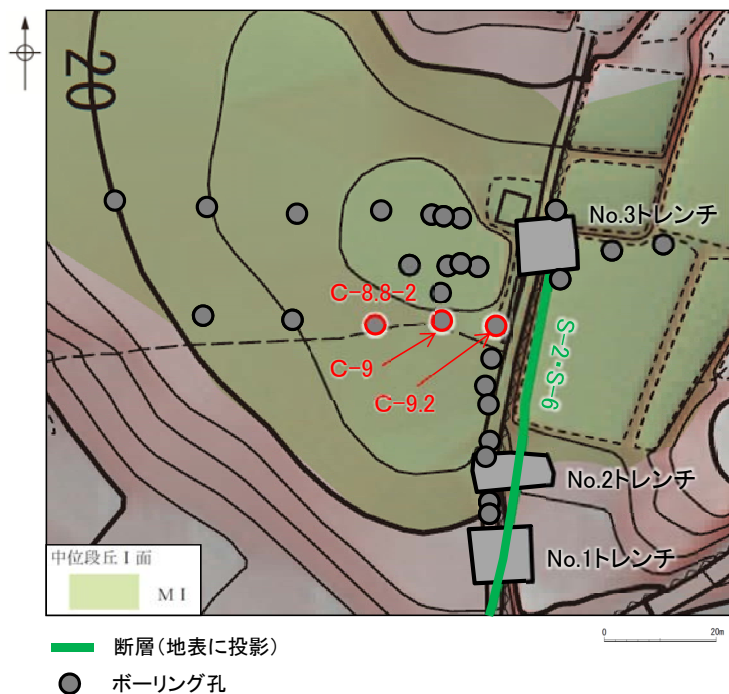 20
No.3トレンチ
C-8.8-2
C-9
C-9.2
S-2・S-6
No.2トレンチ
No.1トレンチ
中位段丘Ⅰ面
MⅠ
0 20m
断層(地表に投影)
ボーリング孔